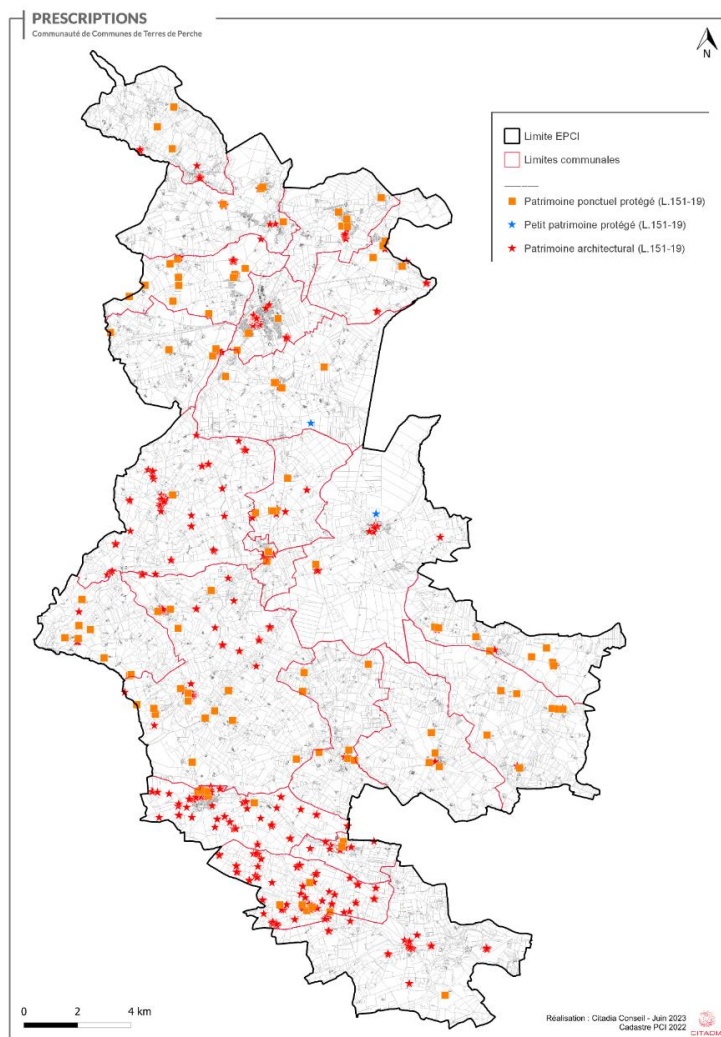 PRESCRIPTIONS
Communauté de Communes de Terres de Perche
N
Limite EPCI
Limites communales
Patrimoine ponctuel protégé (L.151-19)
Petit patrimoine protégé (L.151-19)
Patrimoine architectural (L.151-19)
0 2 4 km
Réalisation : Citadia Conseil - Juin 2023
Cadastre PCI 2022
CITADIA